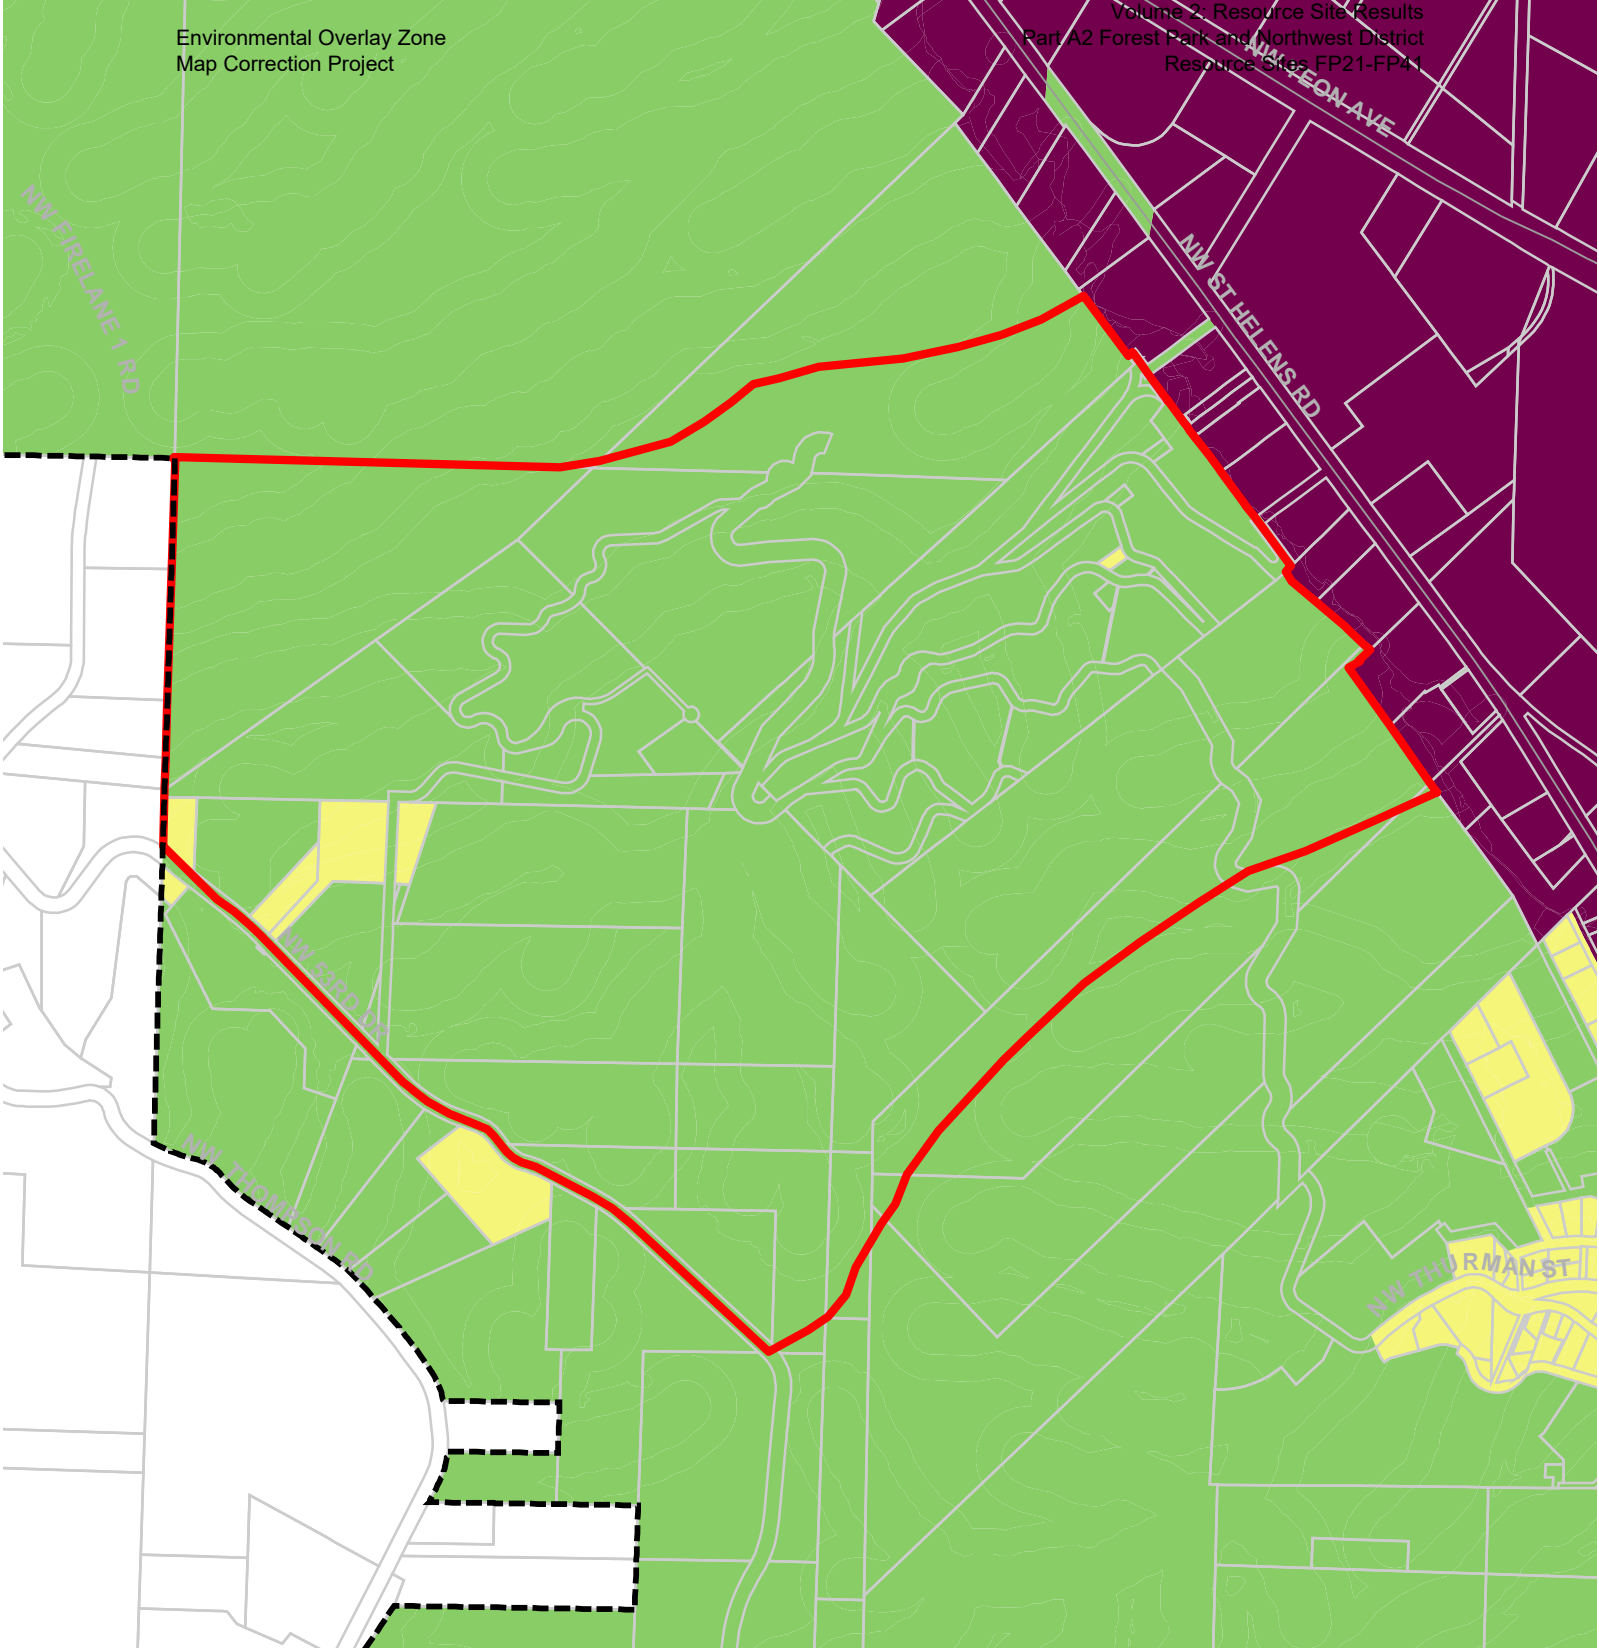 Environmental Overlay Zone
Map Correction Project
Volume 2: Resource Site Results
Part A2 Forest Park and Northwest District
Resource Sites FP21-FP41
NW YEON AVE
NW FIRELANE 1 RD
NW ST HELENS RD
NW 53RD DR
NW THOMPSON RD
NW THURMAN ST